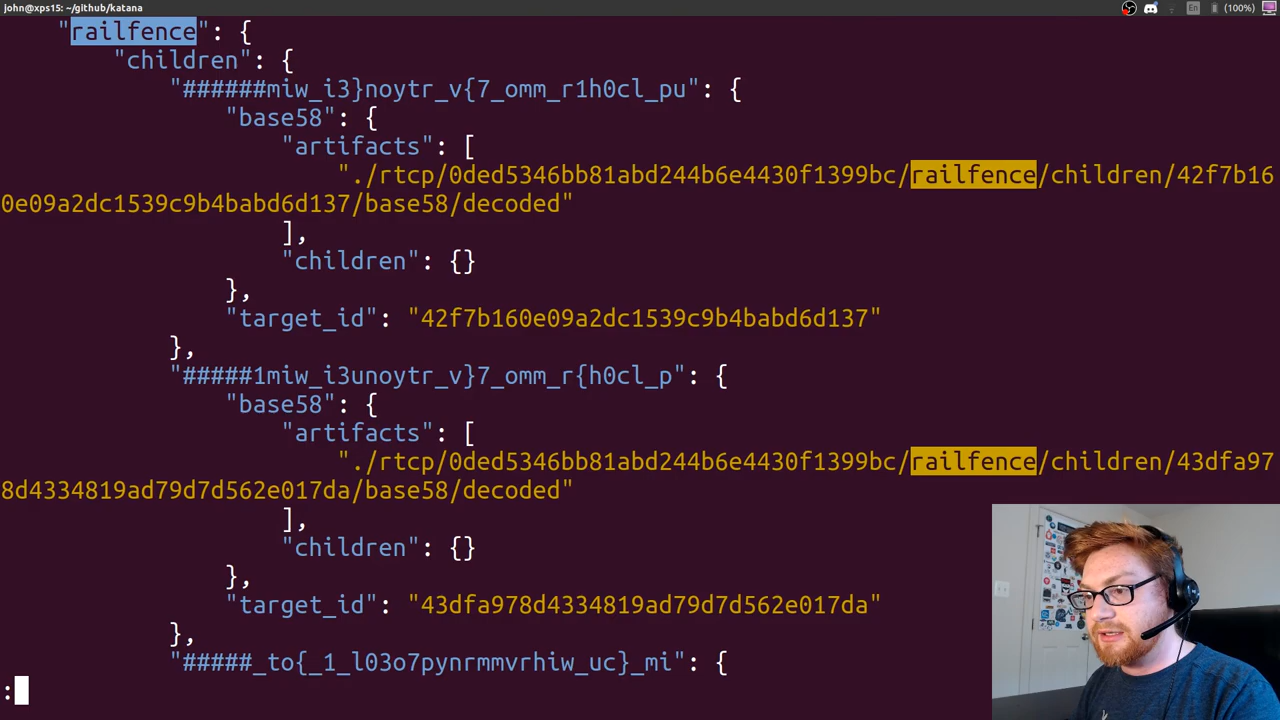 john@xps15: ~/github/katana
En
(100%)
"railfence": {
"children": {
"######miw_i3}noytr_v{7_omm_r1h0cl_pu": {
"base58": {
"artifacts": [
"./rtcp/0ded5346bb81abd244b6e4430f1399bc/railfence/children/42f7b16
0e09a2dc1539c9b4babd6d137/base58/decoded"
],
"children": {}
},
"target_id": "42f7b160e09a2dc1539c9b4babd6d137"
},
"#####1miw_i3unoytr_v}7_omm_r{h0cl_p": {
"base58": {
"artifacts": [
"./rtcp/0ded5346bb81abd244b6e4430f1399bc/railfence/children/43dfa97
8d4334819ad79d7d562e017da/base58/decoded"
],
"children": {}
},
"target_id": "43dfa978d4334819ad79d7d562e017da"
},
"#####_to{_1_l03o7pynrmmvrhiw_uc}_mi": {
: